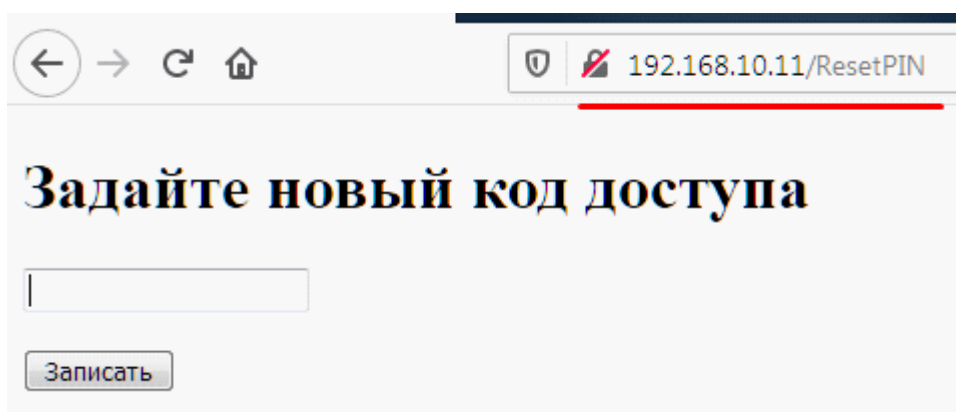 192.168.10.11/ResetPIN
Задайте новый код доступа
Записать